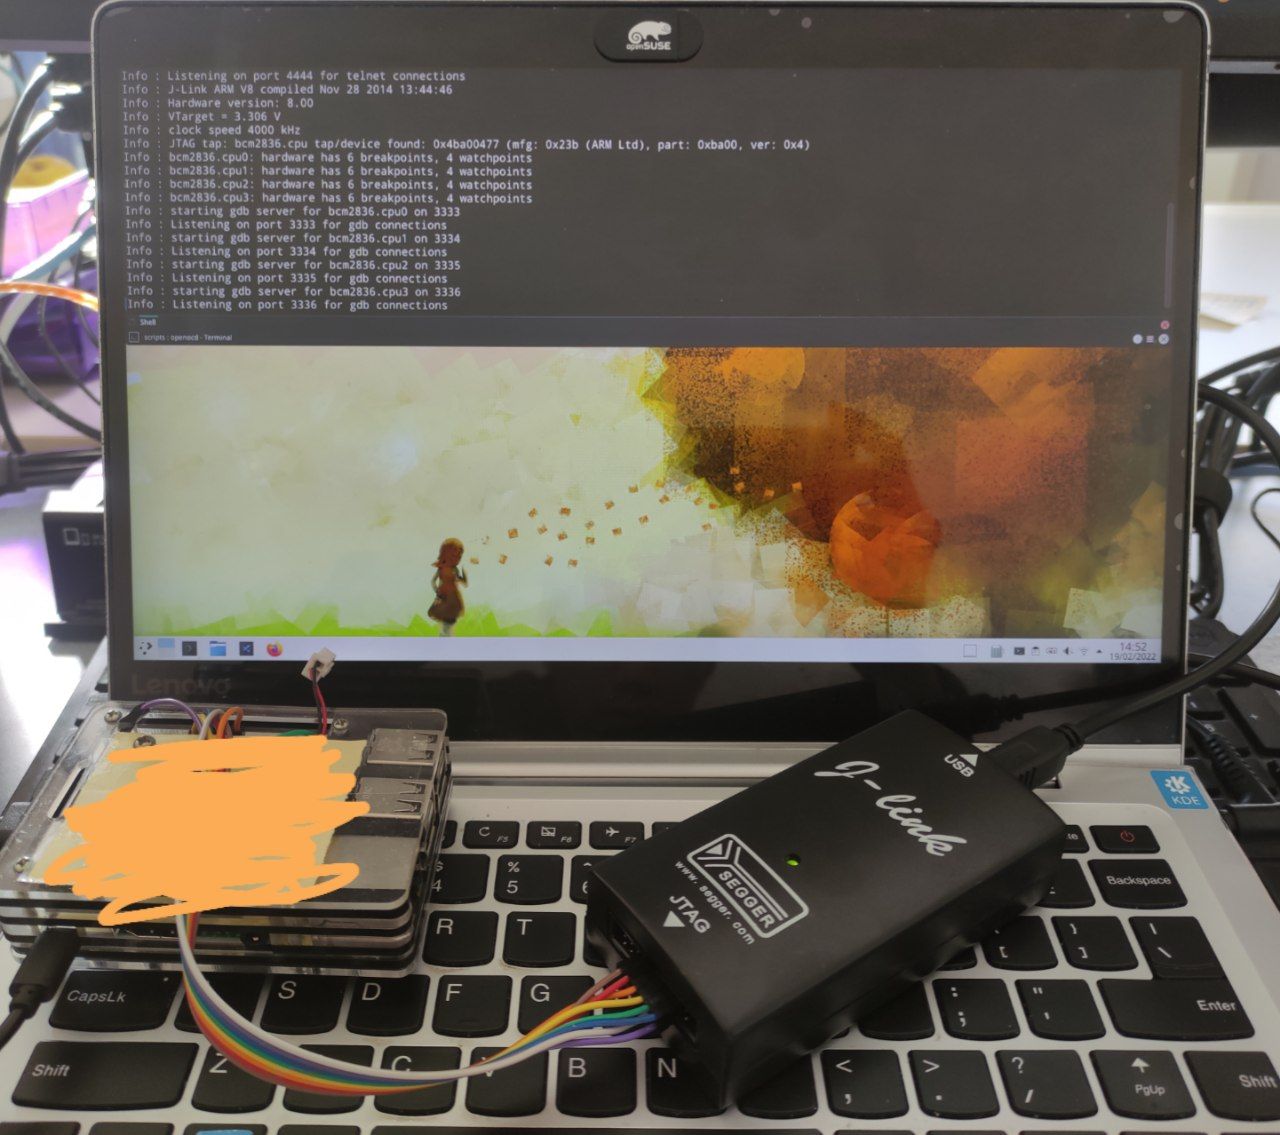 openSUSE
Info : Listening on port 4444 for telnet connections
Info : J-Link ARM V8 compiled Nov 28 2014 13:44:46
Info : Hardware version: 8.00
Info : VTarget = 3.306 V
Info : clock speed 4000 kHz
Info : JTAG tap: bcm2836.cpu tap/device found: 0x4ba00477 (mfg: 0x23b (ARM Ltd), part: 0xba00, ver: 0x4)
Info : bcm2836.cpu0: hardware has 6 breakpoints, 4 watchpoints
Info : bcm2836.cpu1: hardware has 6 breakpoints, 4 watchpoints
Info : bcm2836.cpu2: hardware has 6 breakpoints, 4 watchpoints
Info : bcm2836.cpu3: hardware has 6 breakpoints, 4 watchpoints
Info : starting gdb server for bcm2836.cpu0 on 3333
Info : Listening on port 3333 for gdb connections
Info : starting gdb server for bcm2836.cpu1 on 3334
Info : Listening on port 3334 for gdb connections
Info : starting gdb server for bcm2836.cpu2 on 3335
Info : Listening on port 3335 for gdb connections
Info : starting gdb server for bcm2836.cpu3 on 3336
Info : Listening on port 3336 for gdb connections
Shell
scripts : openocd - Terminal
14:52
19/02/2022
Lenovo
USB
J-Link
SEGGER
www.segger.com
JTAG
KDE
F5 F6 F7
$ 4 % 5
Backspace
R T
{ [ } ] | \
CapsLk S D F G
: ; " ' Enter
Shift Z C V B N < , > . ? / PgUp Shift